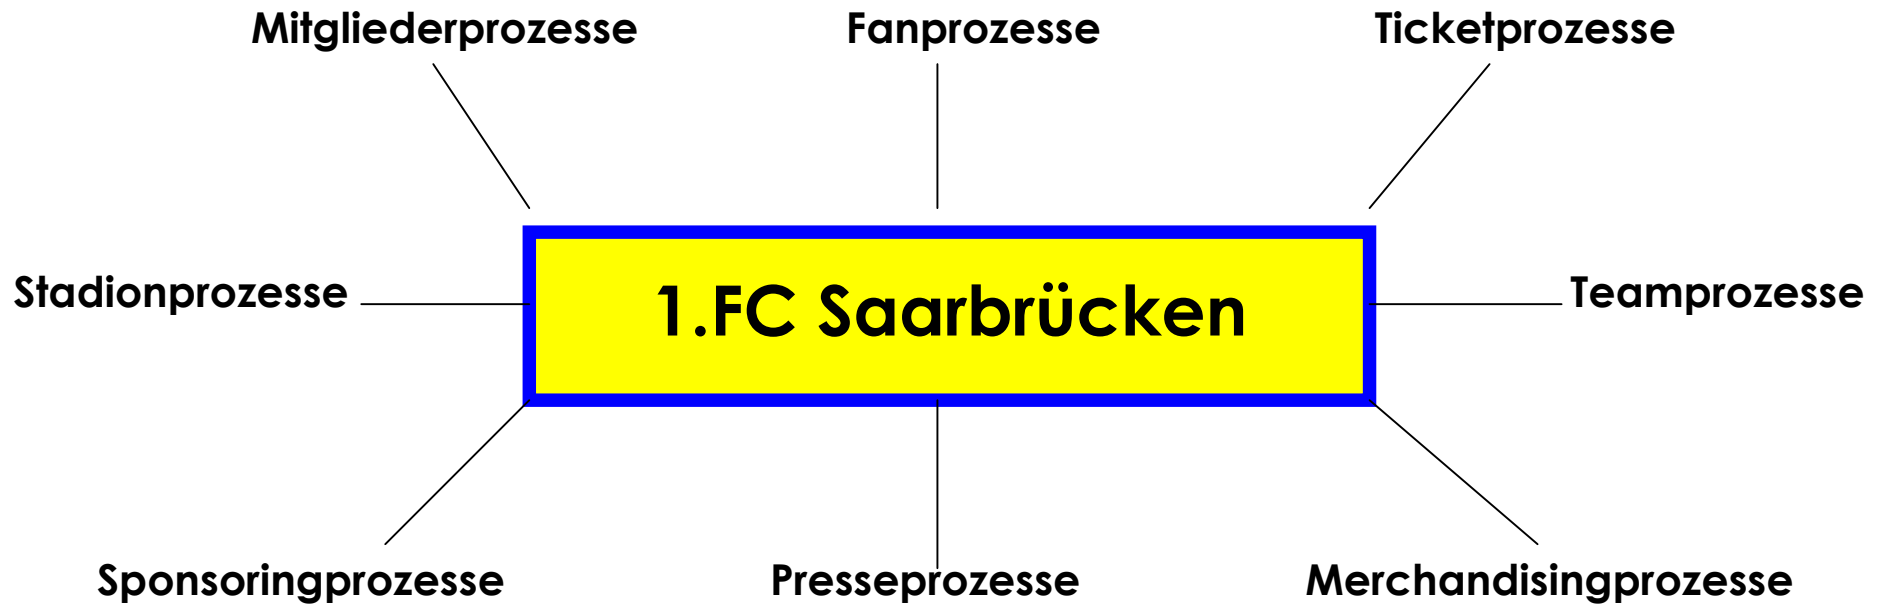 Mitgliederprozesse
Fanprozesse
Ticketprozesse
Stadionprozesse
1.FC Saarbrücken
Teamprozesse
Sponsoringprozesse
Presseprozesse
Merchandisingprozesse